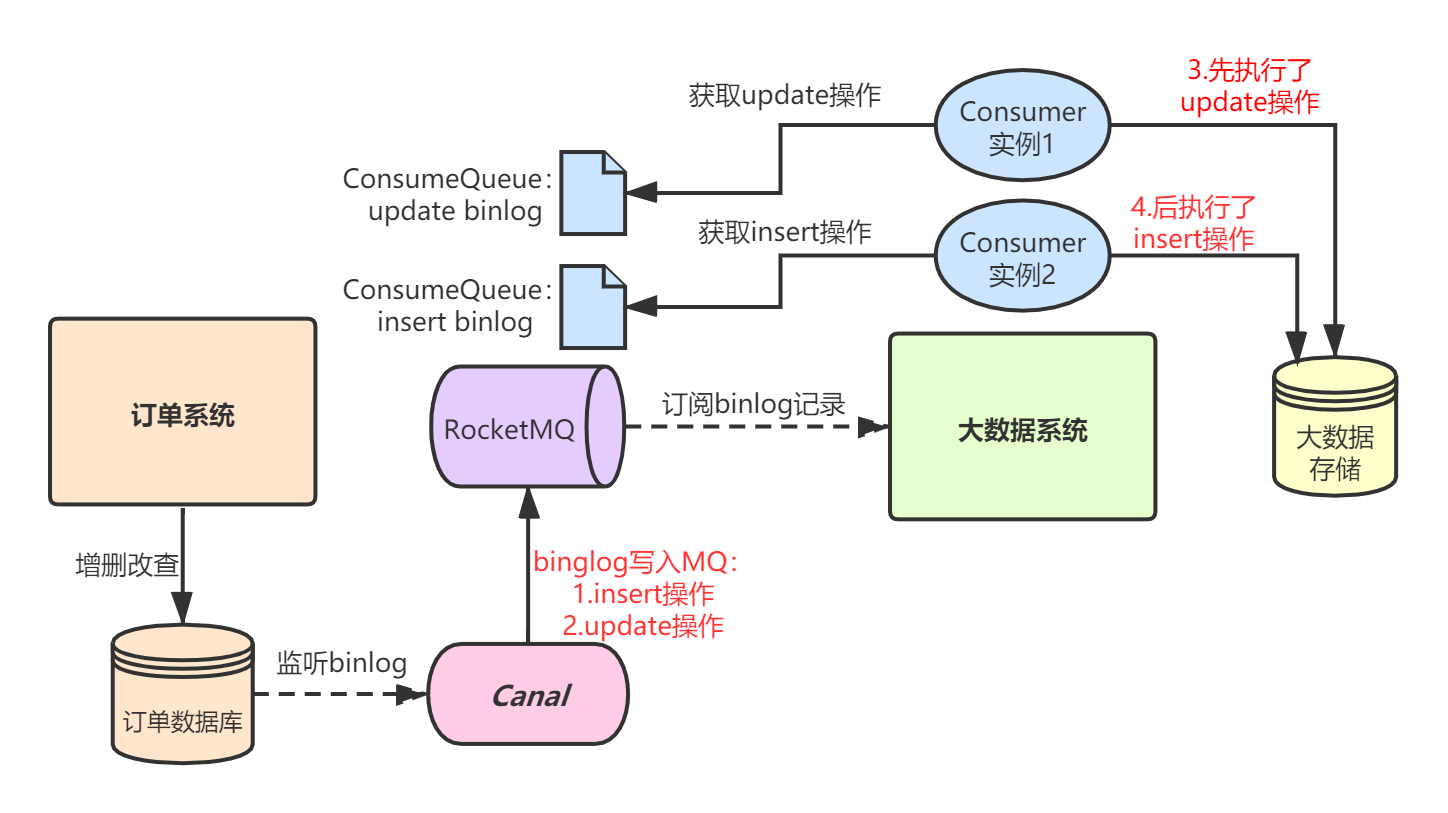 获取update操作
Consumer
实例1
3.先执行了
update操作
ConsumeQueue：
update binlog
获取insert操作
Consumer
实例2
4.后执行了
insert操作
ConsumeQueue：
insert binlog
订单系统
RocketMQ
订阅binlog记录
大数据系统
大数据
存储
增删改查
binglog写入MQ：
1.insert操作
2.update操作
监听binlog
Canal
订单数据库